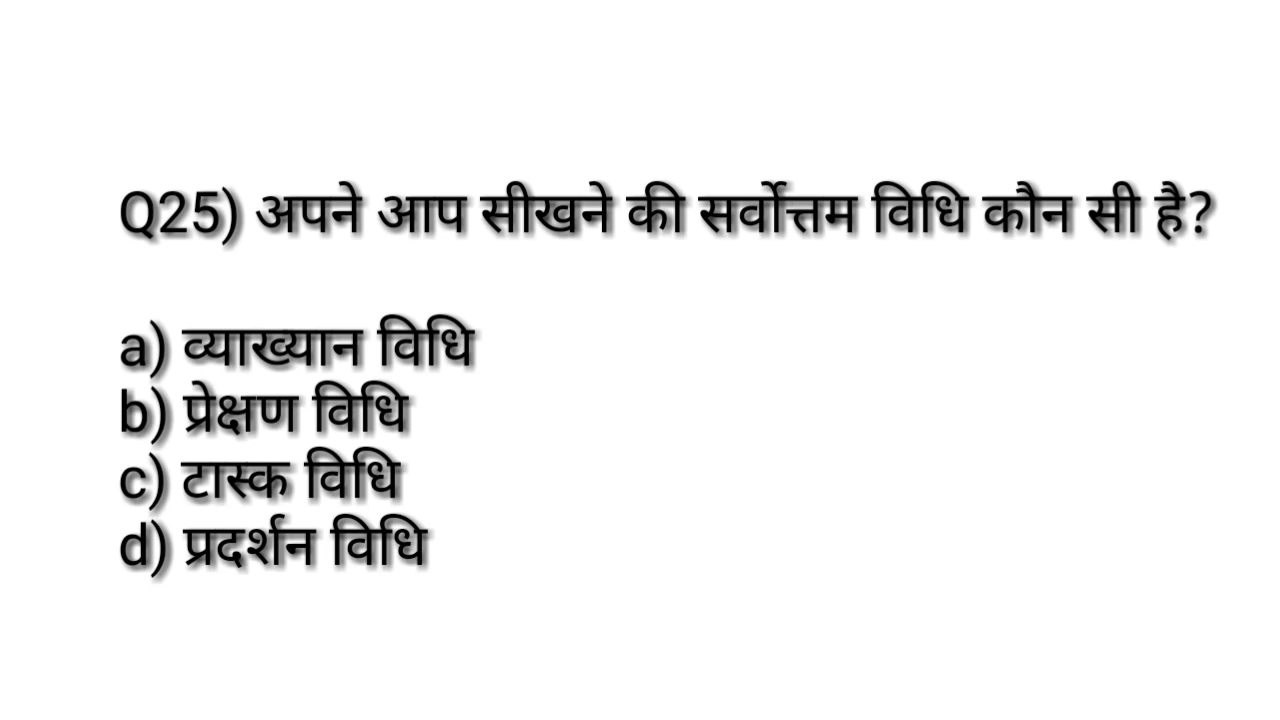 Q25) अपने आप सीखने की सर्वोत्तम विधि कौन सी है?
a) व्याख्यान विधि
b) प्रेक्षण विधि
c) टास्क विधि
d) प्रदर्शन विधि